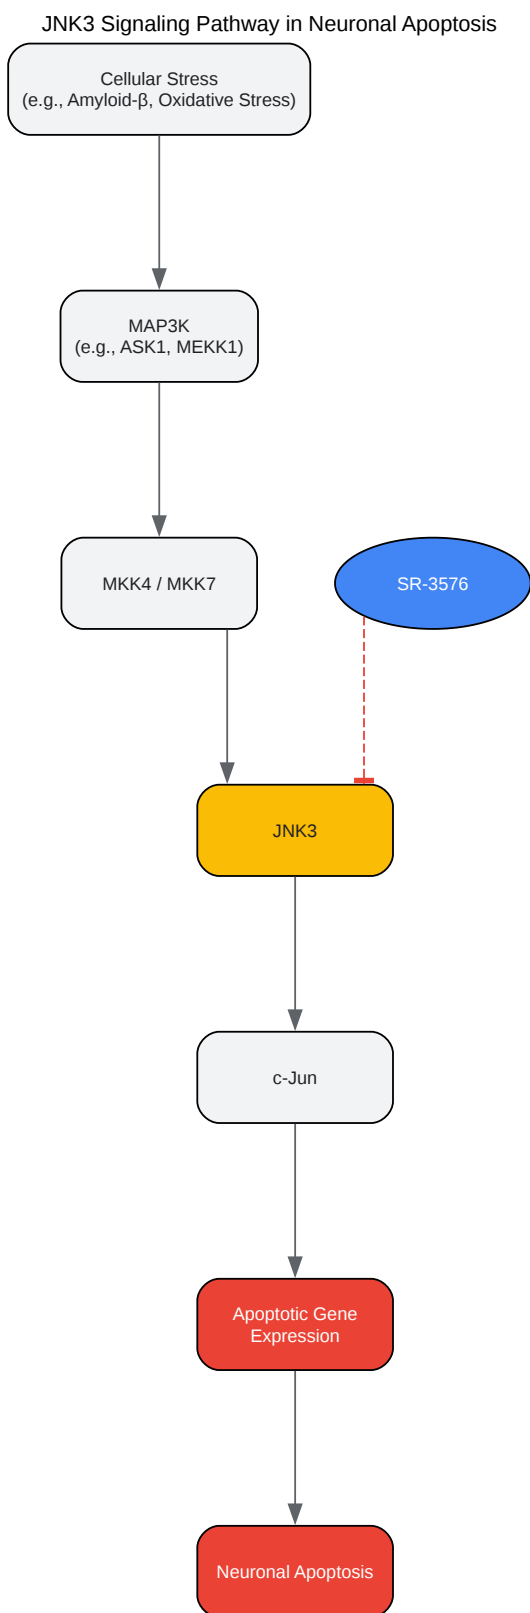 JNK3 Signaling Pathway in Neuronal Apoptosis
Cellular Stress
(e.g., Amyloid-β, Oxidative Stress)
MAP3K
(e.g., ASK1, MEKK1)
MKK4 / MKK7
SR-3576
JNK3
c-Jun
Apoptotic Gene
Expression
Neuronal Apoptosis